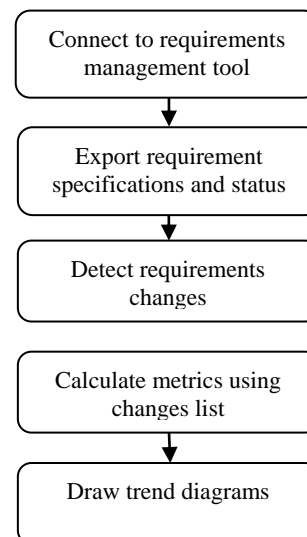 Connect to requirements
management tool
Export requirement
specifications and status
Detect requirements
changes
Calculate metrics using
changes list
Draw trend diagrams